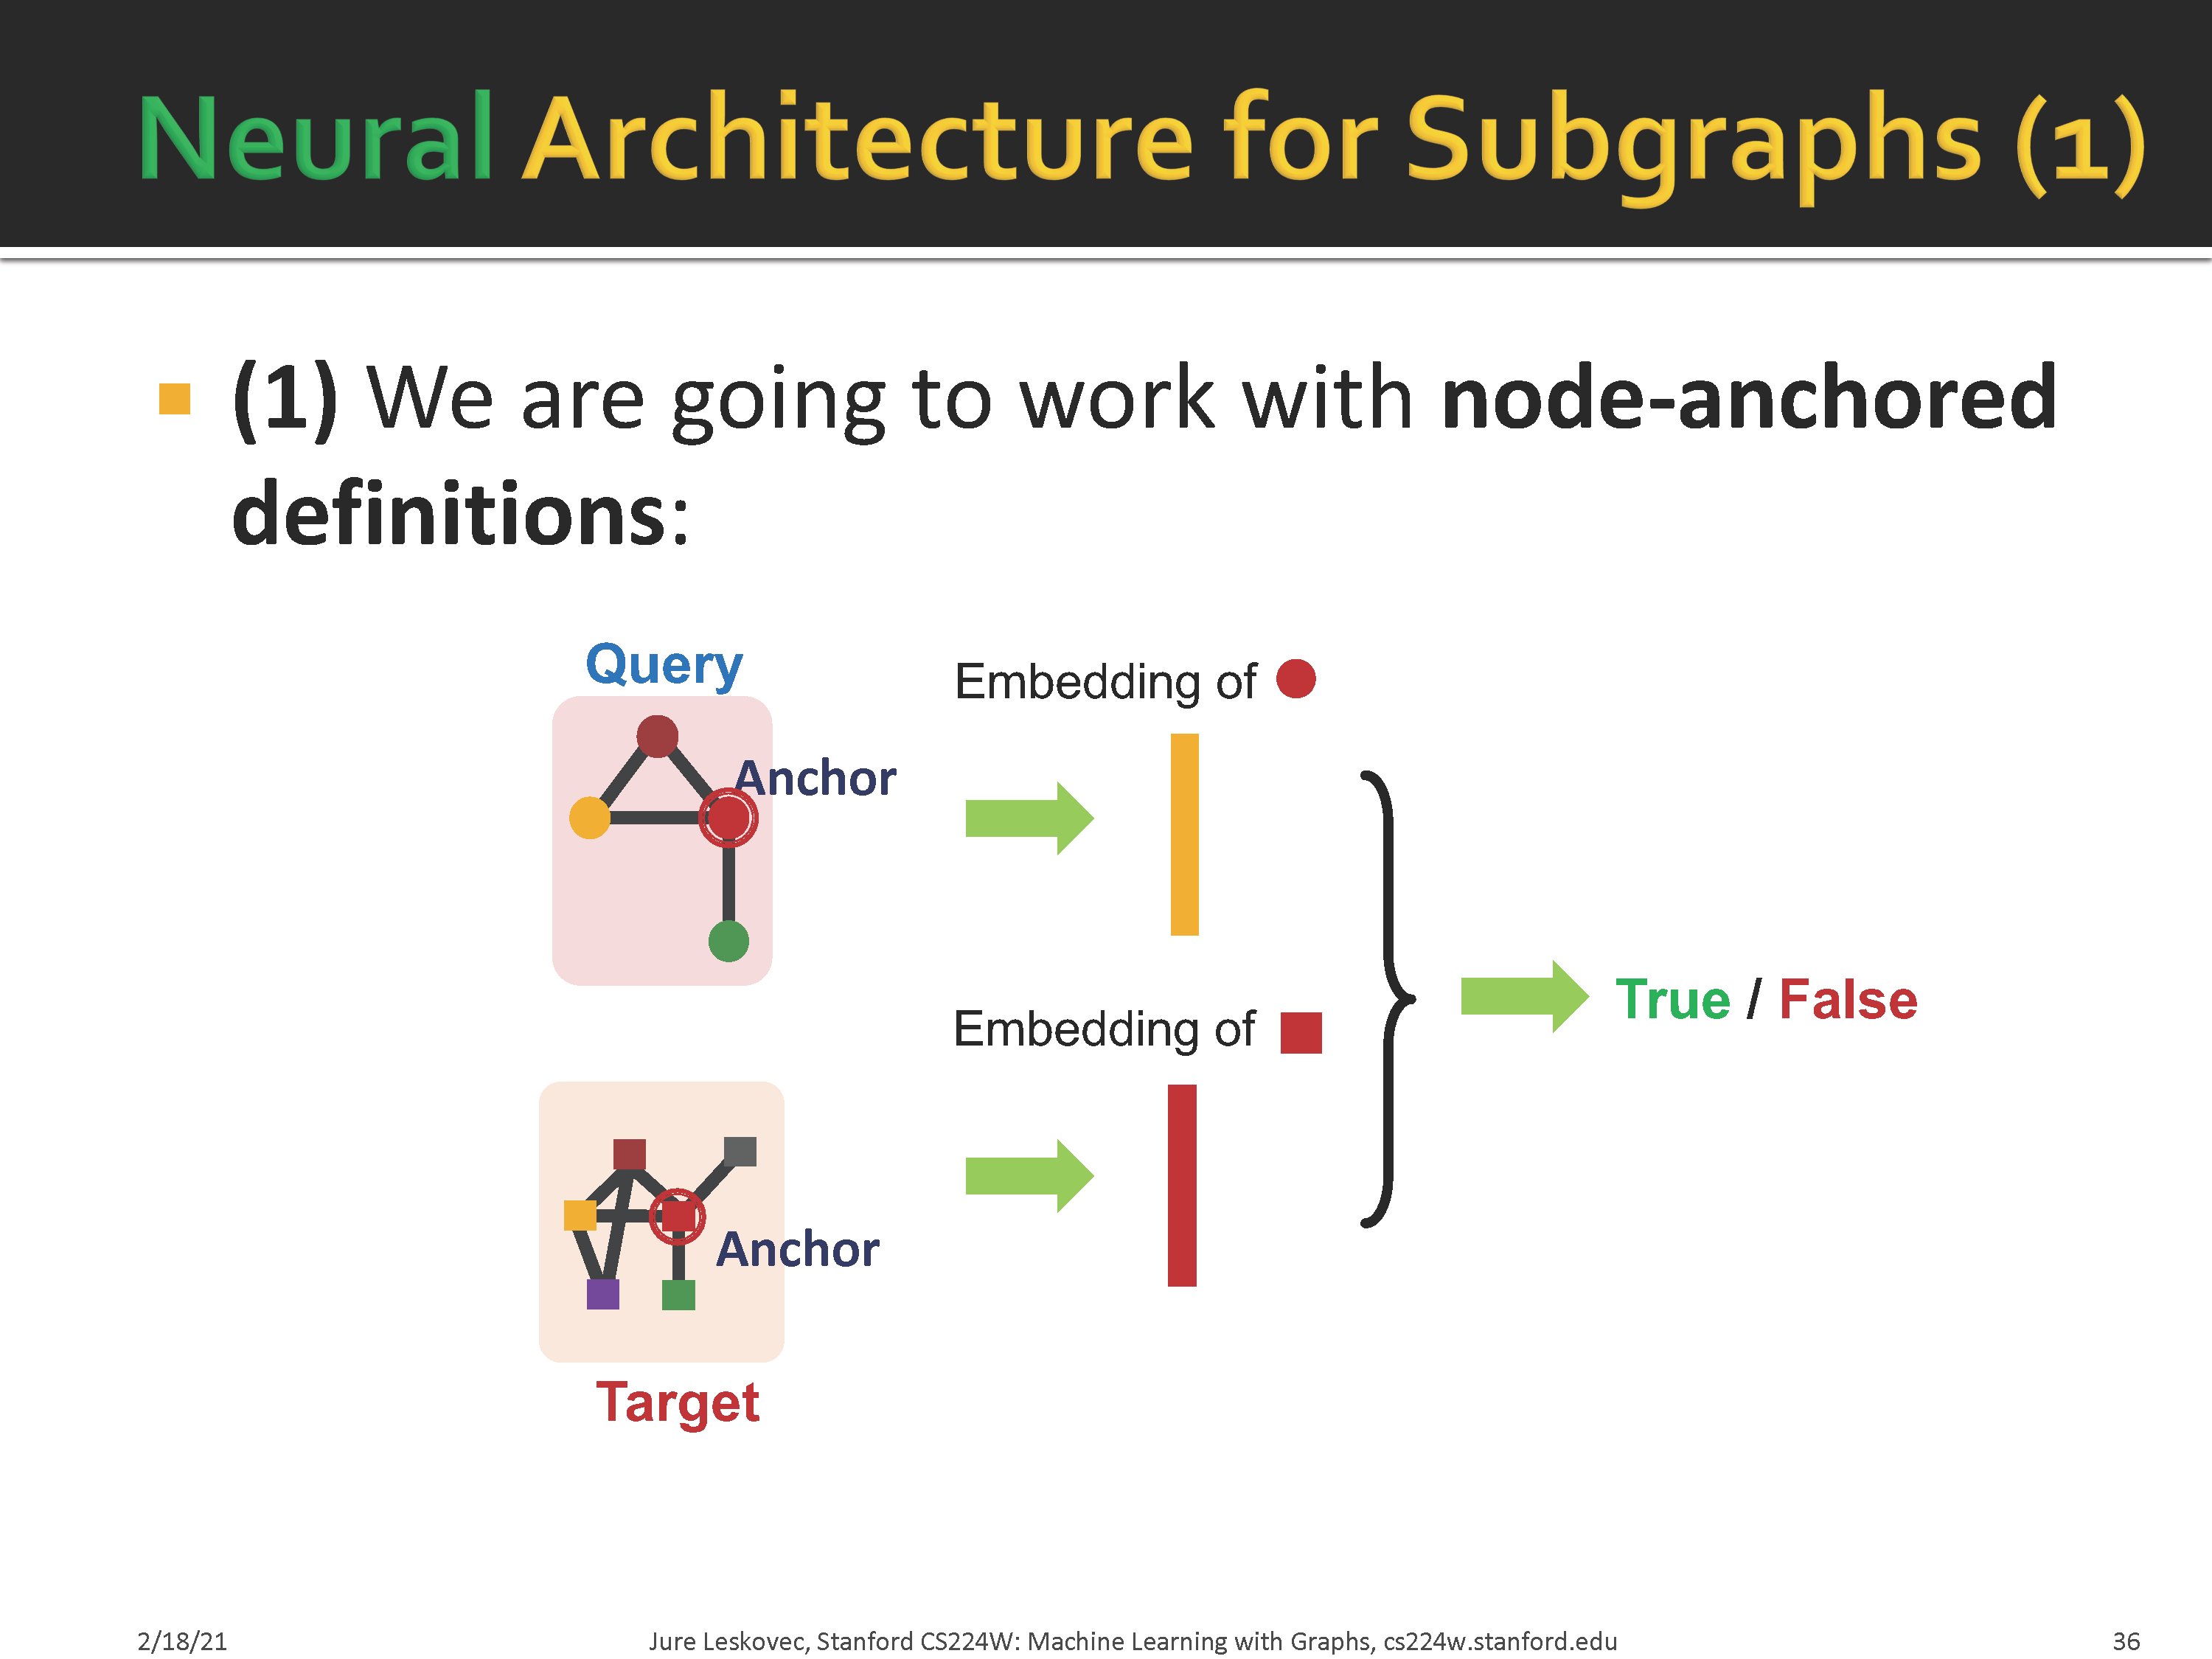 Neural Architecture for Subgraphs (1)
(1) We are going to work with node-anchored
definitions:
Query
Anchor
Embedding of
Embedding of
True / False
Anchor
Target
2/18/21
Jure Leskovec, Stanford CS224W: Machine Learning with Graphs, cs224w.stanford.edu
36